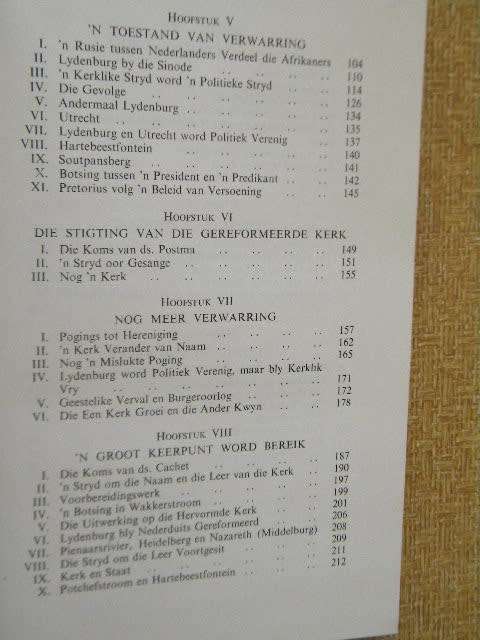 HOOFSTUK V
'N TOESTAND VAN VERWARRING
I. 'n Rusie tussen Nederlanders Verdeel die Afrikaners 104
II. Lydenburg by die Sinode .. .. .. .. 110
III. 'n Kerklike Stryd word 'n Politieke Stryd .. .. 114
IV. Die Gevolge .. .. .. .. .. 126
V. Andermaal Lydenburg .. .. .. .. 134
VI. Utrecht .. .. .. .. .. 135
VII. Lydenburg en Utrecht word Politiek Verenig .. 137
VIII. Hartebeestfontein .. .. .. .. 140
IX. Soutpansberg .. .. .. .. 141
X. Botsing tussen 'n President en 'n Predikant .. .. 142
XI. Pretorius volg 'n Beleid van Versoening .. .. 145
HOOFSTUK VI
DIE STIGTING VAN DIE GEREFORMEERDE KERK
I. Die Koms van ds. Postma .. .. .. .. 149
II. 'n Stryd oor Gesange .. .. .. .. 151
III. Nog 'n Kerk .. .. .. .. .. 155
HOOFSTUK VII
NOG MEER VERWARRING
I. Pogings tot Hereniging .. .. .. .. 157
II. 'n Kerk Verander van Naam .. .. .. .. 162
III. Nog 'n Mislukte Poging .. .. .. .. 165
IV. Lydenburg word Politiek Verenig, maar bly Kerklik
Vry .. .. .. .. .. .. 171
V. Geestelike Verval en Burgeroorlog .. .. .. 172
VI. Die Een Kerk Groei en die Ander Kwyn .. .. 178
HOOFSTUK VIII
'N GROOT KEERPUNT WORD BEREIK
I. Die Koms van ds. Cachet .. .. .. .. 187
II. 'n Stryd om die Naam en die Leer van die Kerk .. 190
III. Voorbereidingswerk .. .. .. .. 197
IV. 'n Botsing in Wakkerstroom .. .. .. 199
V. Die Uitwerking op die Hervormde Kerk .. .. 201
VI. Lydenburg bly Nederduits Gereformeerd .. .. 206
VII. Pienaarsrivier, Heidelberg en Nazareth (Middelburg) 208
VIII. Die Stryd om die Leer Voortgesit .. .. .. 209
IX. Kerk en Staat .. .. .. .. .. 211
X. Potchefstroom en Hartebeestfontein .. .. .. 212